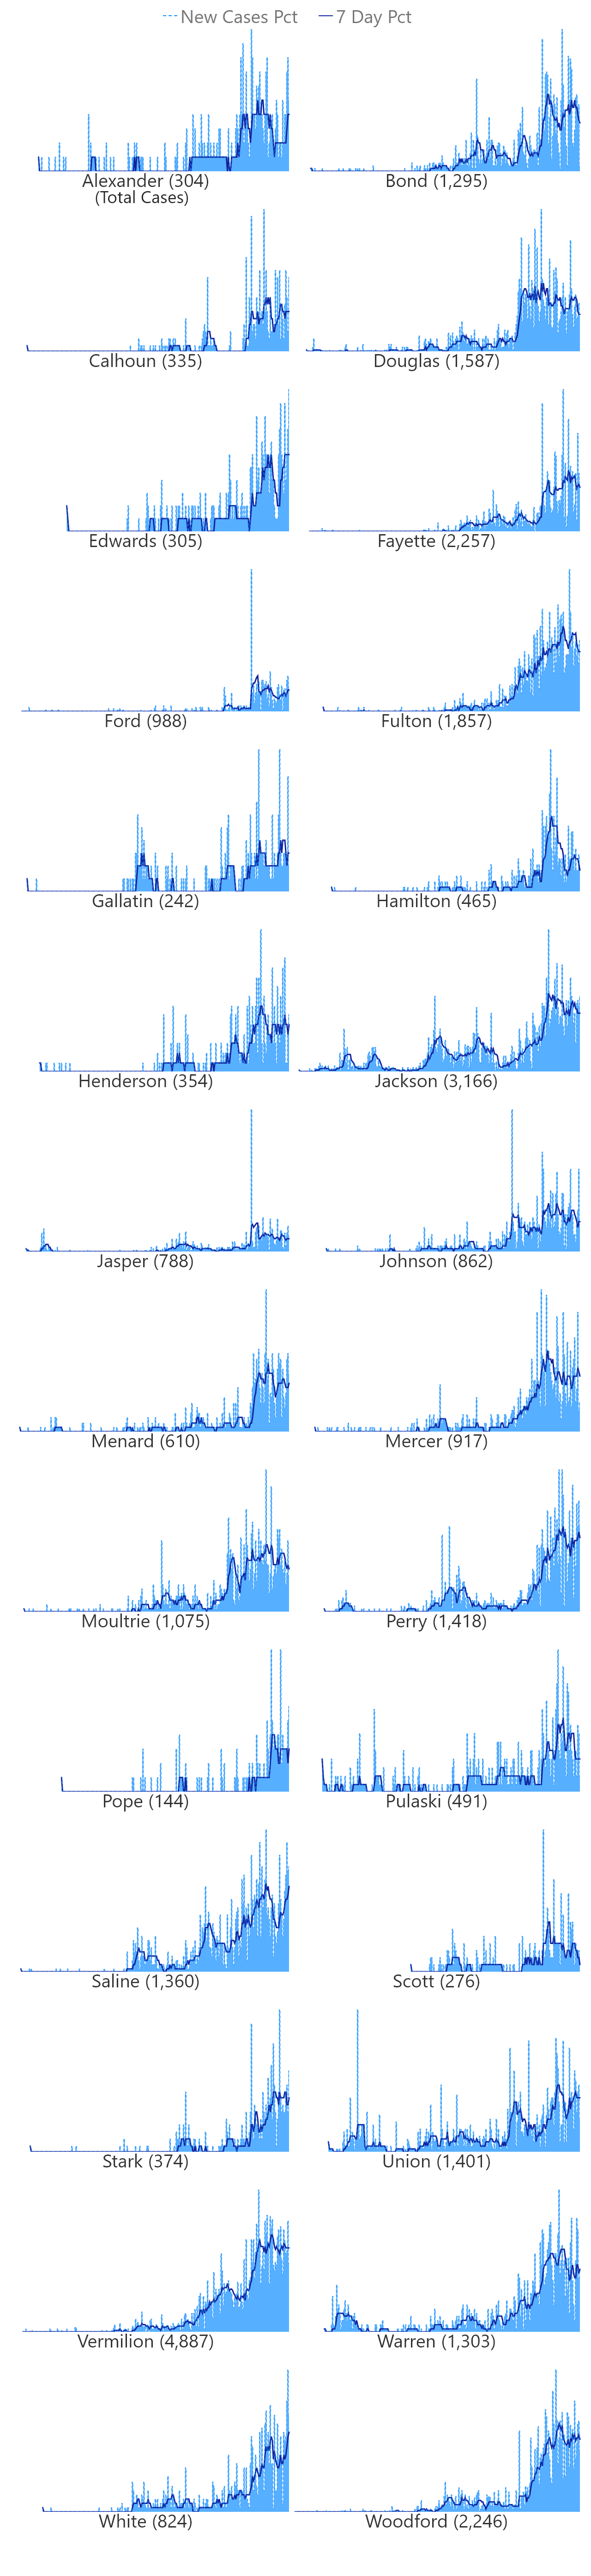 New Cases Pct 7 Day Pct
Alexander (304) Bond (1,295)
(Total Cases)
Calhoun (335) Douglas (1,587)
Edwards (305) Fayette (2,257)
Ford (988) Fulton (1,857)
Gallatin (242) Hamilton (465)
Henderson (354) Jackson (3,166)
Jasper (788) Johnson (862)
Menard (610) Mercer (917)
Moultrie (1,075) Perry (1,418)
Pope (144) Pulaski (491)
Saline (1,360) Scott (276)
Stark (374) Union (1,401)
Vermilion (4,887) Warren (1,303)
White (824) Woodford (2,246)